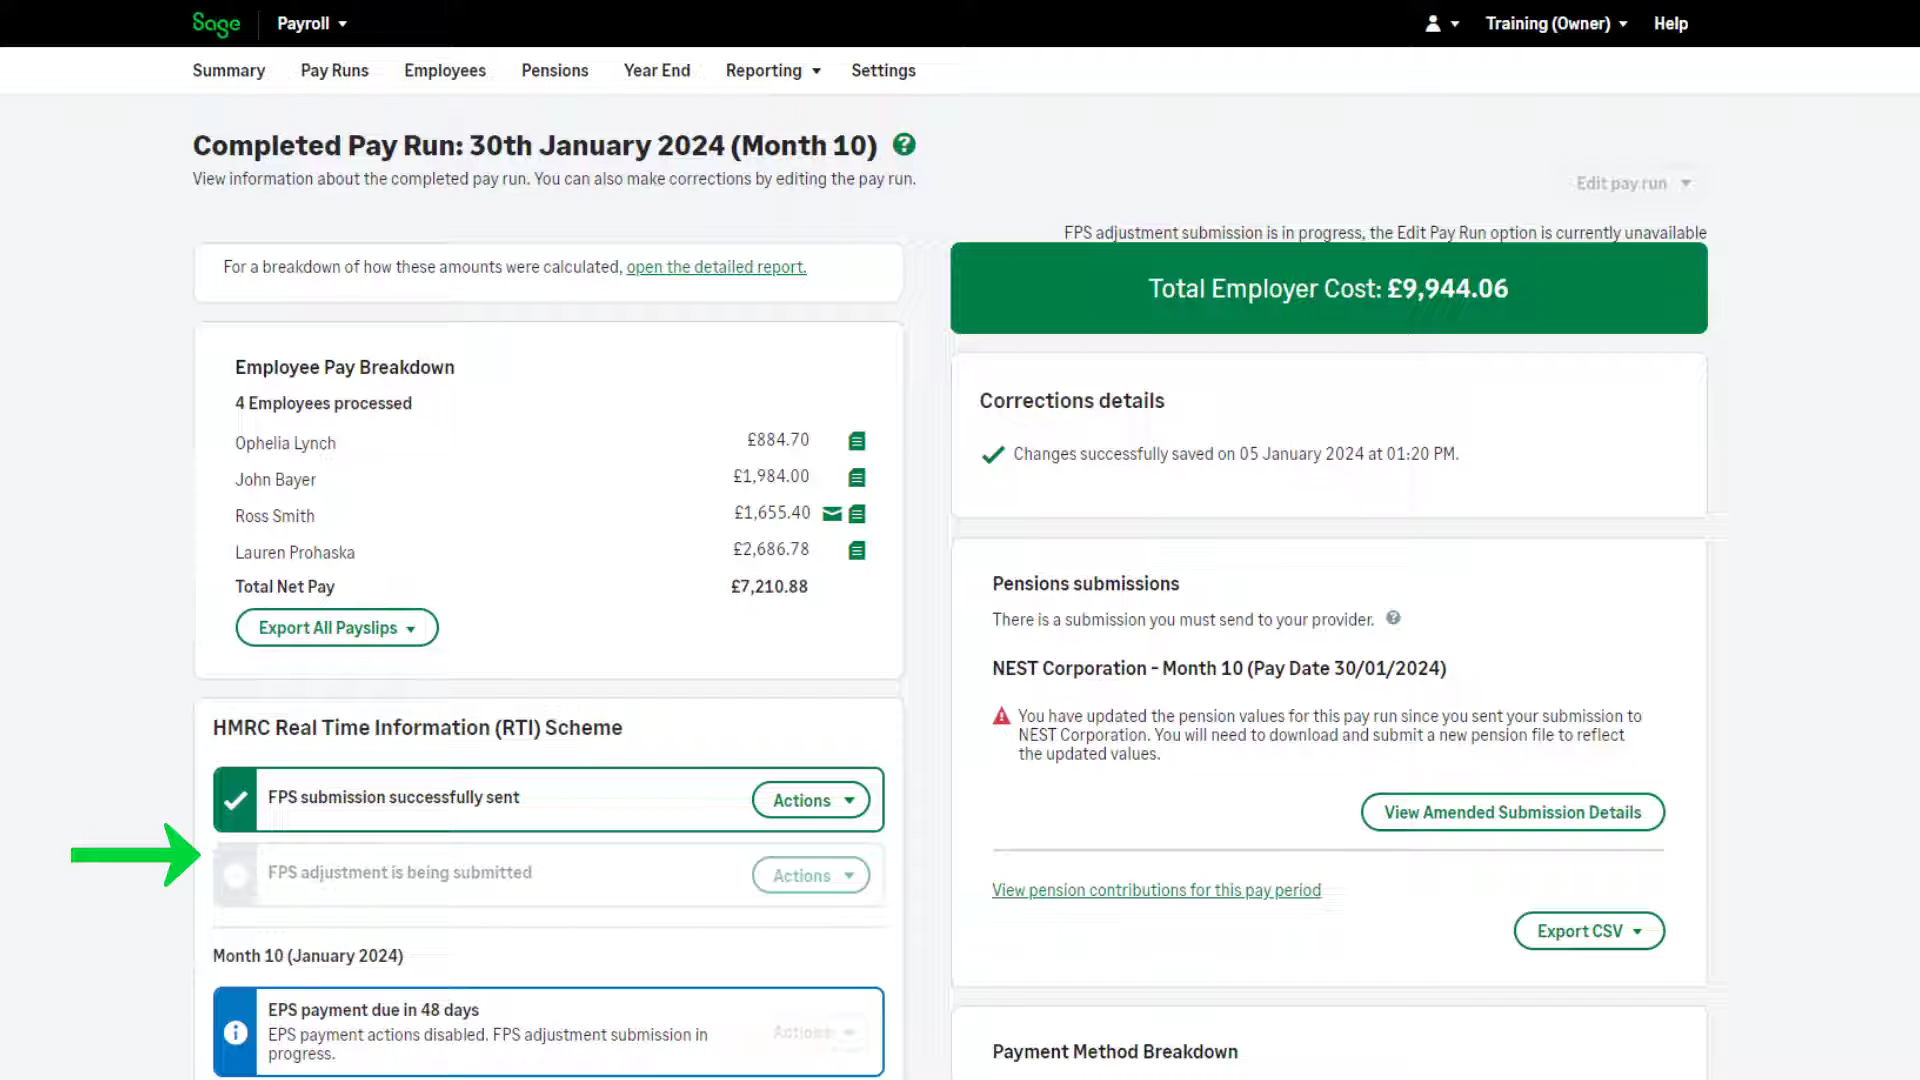 Sage
Payroll
Training (Owner)
Help
Summary
Pay Runs
Employees
Pensions
Year End
Reporting
Settings
Completed Pay Run: 30th January 2024 (Month 10)
View information about the completed pay run. You can also make corrections by editing the pay run.
Edit pay run
FPS adjustment submission is in progress, the Edit Pay Run option is currently unavailable
For a breakdown of how these amounts were calculated, open the detailed report.
Employee Pay Breakdown
4 Employees processed
Ophelia Lynch £884.70
John Bayer £1,984.00
Ross Smith £1,655.40
Lauren Prohaska £2,686.78
Total Net Pay £7,210.88
Export All Payslips
HMRC Real Time Information (RTI) Scheme
FPS submission successfully sent
Actions
FPS adjustment is being submitted
Actions
Month 10 (January 2024)
EPS payment due in 48 days
EPS payment actions disabled. FPS adjustment submission in
progress.
Actions
Total Employer Cost: £9,944.06
Corrections details
Changes successfully saved on 05 January 2024 at 01:20 PM.
Pensions submissions
There is a submission you must send to your provider.
NEST Corporation - Month 10 (Pay Date 30/01/2024)
You have updated the pension values for this pay run since you sent your submission to
NEST Corporation. You will need to download and submit a new pension file to reflect
the updated values.
View Amended Submission Details
View pension contributions for this pay period
Export CSV
Payment Method Breakdown